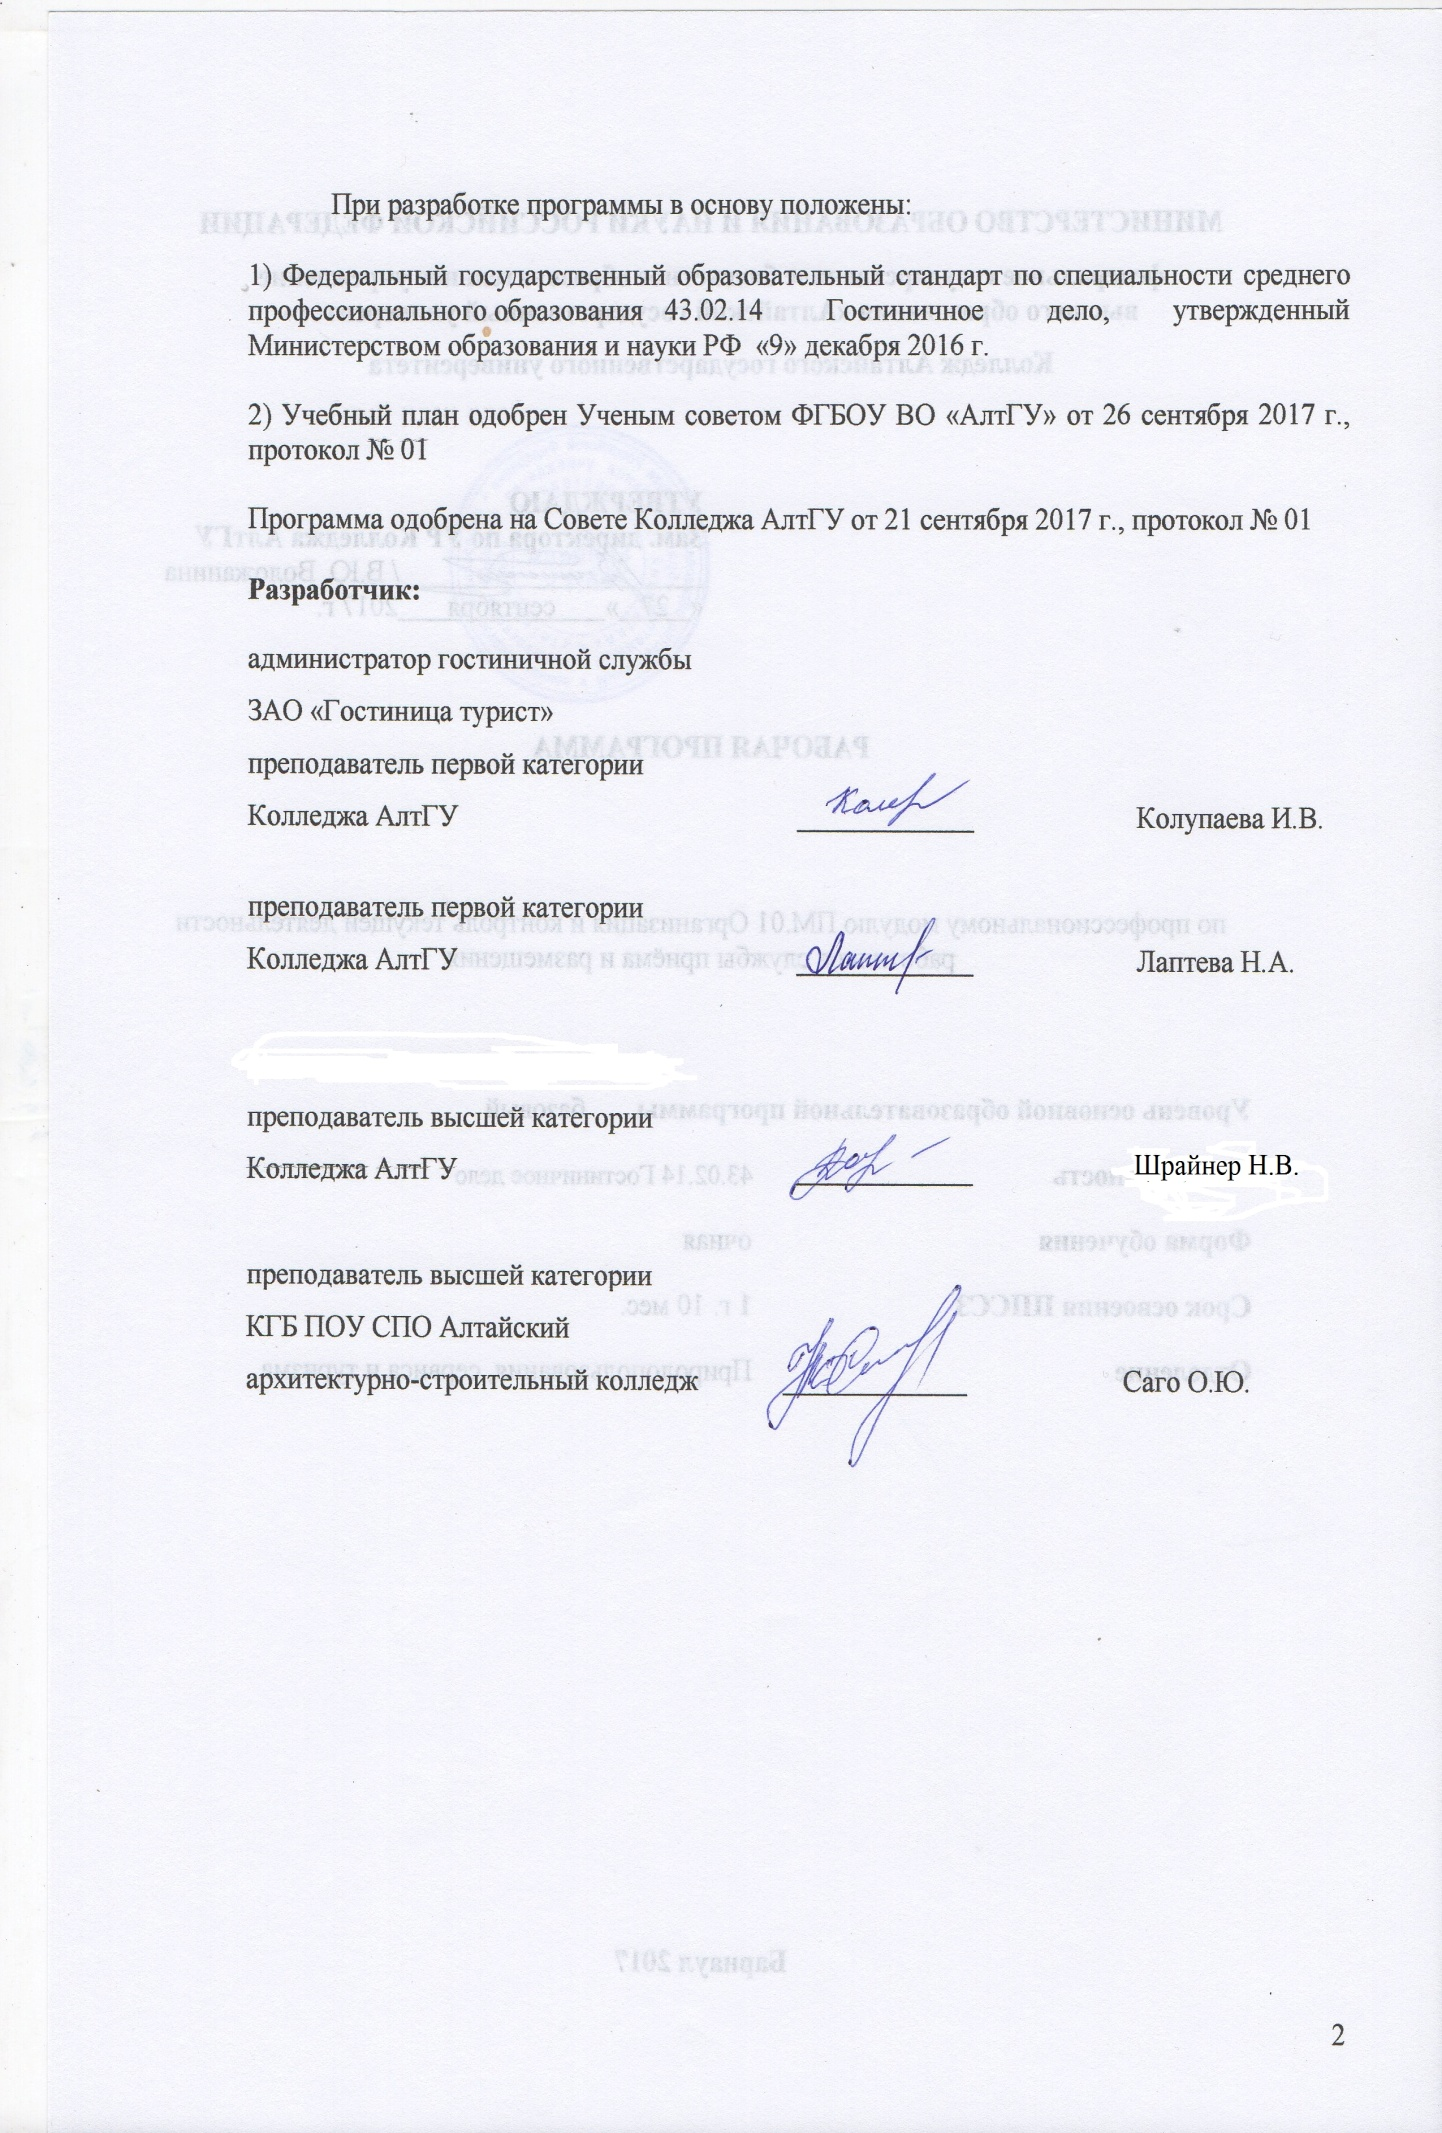 При разработке программы в основу положены:
1) Федеральный государственный образовательный стандарт по специальности среднего
профессионального образования 43.02.14 Гостиничное дело, утвержденный
Министерством образования и науки РФ «9» декабря 2016 г.
2) Учебный план одобрен Ученым советом ФГБОУ ВО «АлтГУ» от 26 сентября 2017 г.,
протокол № 01
Программа одобрена на Совете Колледжа АлтГУ от 21 сентября 2017 г., протокол № 01
Разработчик:
администратор гостиничной службы
ЗАО «Гостиница турист»
преподаватель первой категории
Колледжа АлтГУ Колупаева И.В.
преподаватель первой категории
Колледжа АлтГУ Лаптева Н.А.
преподаватель высшей категории
Колледжа АлтГУ Шрайнер Н.В.
преподаватель высшей категории
КГБ ПОУ СПО Алтайский
архитектурно-строительный колледж Саго О.Ю.
2